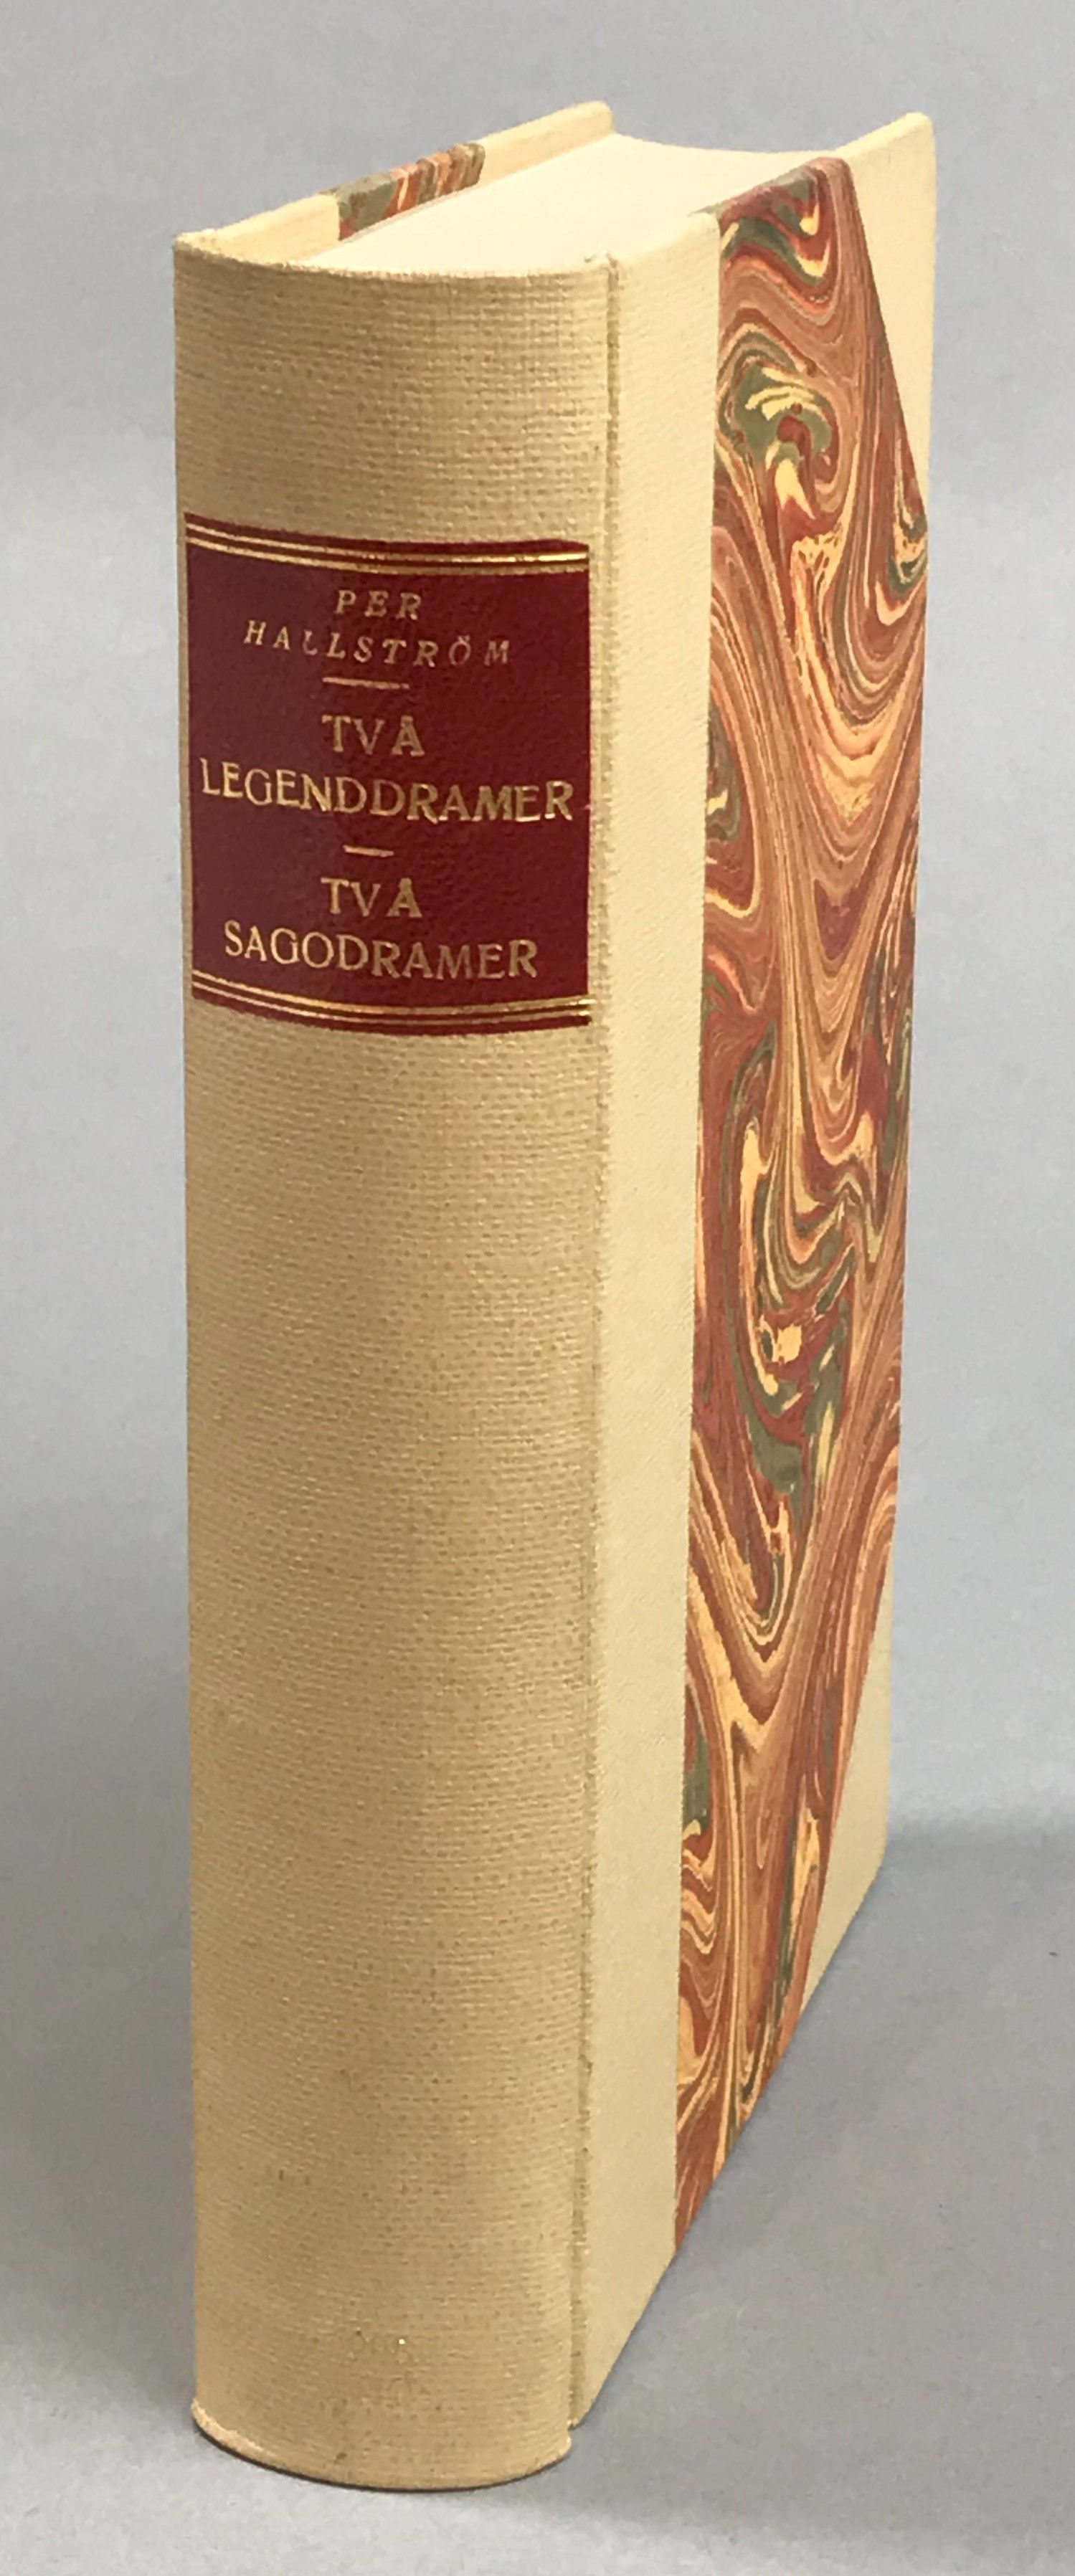 PER
HALLSTRÖM
TVÅ
LEGENDDRAMER
TVÅ
SAGODRAMER